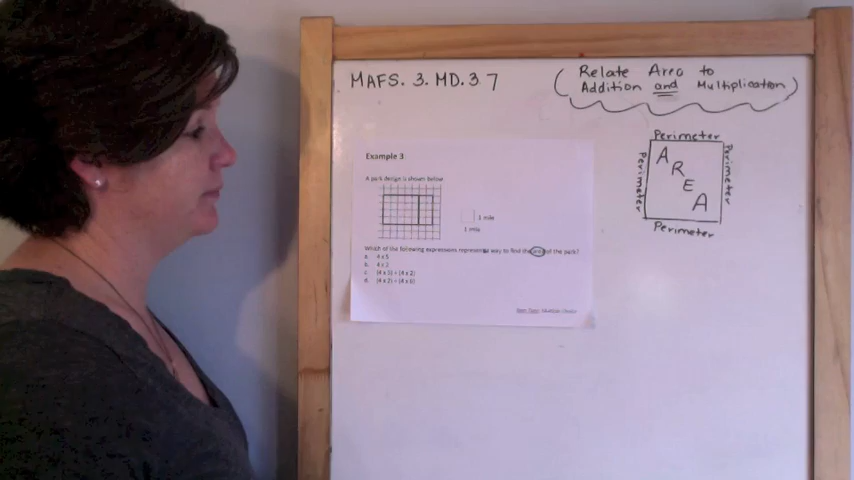 MAFS. 3. MD. 3 7
(Relate Area to
Addition and Multiplication)
Perimeter
Perimeter
AREA
Perimeter
Perimeter
Example 3
A park design is shown below
1 mile
1 mile
Which of the following expressions represents way to find the area of the park?
a. 4 x 5
b. 4 x 3
c. (4 x 5) + (4 x 2)
d. (4 x 2) + (4 x 6)